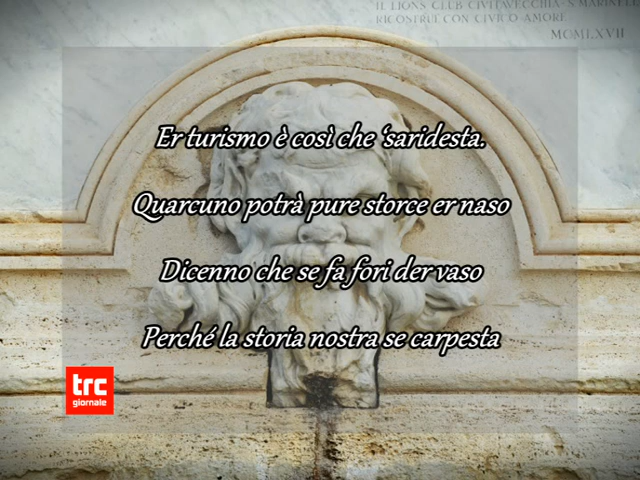 IL LIONS CLUB CIVITAVECCHIA-S. MARINELLA
RICOSTRUÌ CON CIVICO AMORE
MCMLXVII
Er turismo è così che ‘saridesta.
Quarcuno potrà pure storce er naso
Dicenno che se fa fori der vaso
Perché la storia nostra se carpesta
trc
giornale